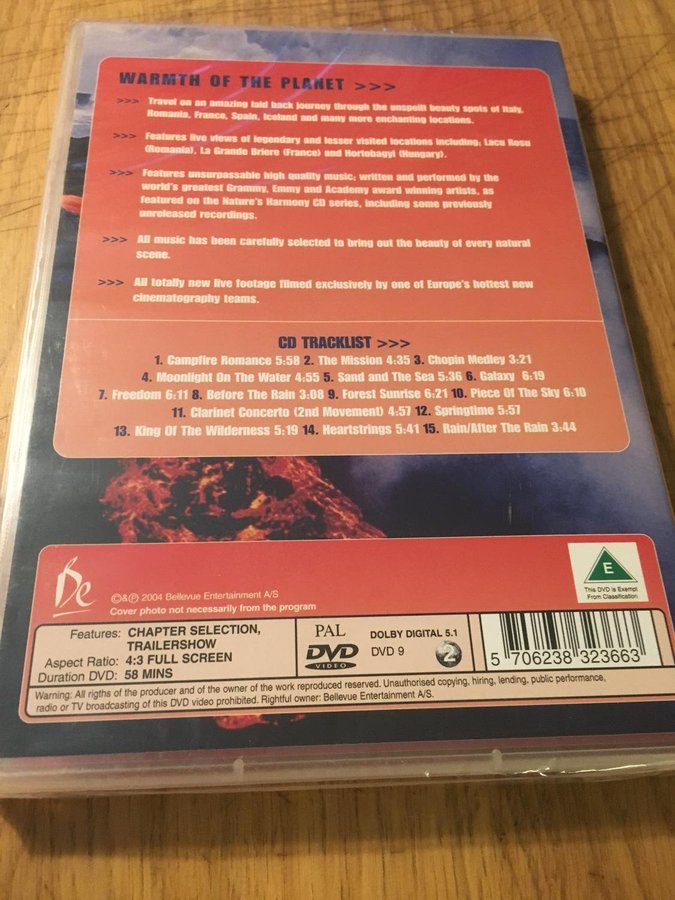 WARMTH OF THE PLANET >>>
>>> Travel on an amazing laid back journey through the unspoilt beauty spots of Italy,
Romania, France, Spain, Iceland and many more enchanting locations.
>>> Features live views of legendary and lesser visited locations including; Lacu Rosu
(Romania), La Grande Briere (France) and Hortobagyi (Hungary).
>>> Features unsurpassable high quality music; written and performed by the
world's greatest Grammy, Emmy and Academy award winning artists, as
featured on the Nature's Harmony CD series, including some previously
unreleased recordings.
>>> All music has been carefully selected to bring out the beauty of every natural
scene.
>>> All totally new live footage filmed exclusively by one of Europe's hottest new
cinematography teams.
CD TRACKLIST >>>
1. Campfire Romance 5:58 2. The Mission 4:35 3. Chopin Medley 3:21
4. Moonlight On The Water 4:55 5. Sand and The Sea 5:36 6. Galaxy 6:19
7. Freedom 6:11 8. Before The Rain 3:08 9. Forest Sunrise 6:21 10. Piece Of The Sky 6:10
11. Clarinet Concerto (2nd Movement) 4:57 12. Springtime 5:57
13. King Of The Wilderness 5:19 14. Heartstrings 5:41 15. Rain/After The Rain 3:44
Be
©&℗ 2004 Bellevue Entertainment A/S
Cover photo not necessarily from the program
E
This DVD is Exempt
From Classification
Features: CHAPTER SELECTION,
TRAILERSHOW
Aspect Ratio: 4:3 FULL SCREEN
Duration DVD: 58 MINS
PAL
DVD
VIDEO
DOLBY DIGITAL 5.1
DVD 9
2
5 706238 323663
Warning: All rigths of the producer and of the owner of the work reproduced reserved. Unauthorised copying, hiring, lending, public performance,
radio or TV broadcasting of this DVD video prohibited. Rightful owner: Bellevue Entertainment A/S.